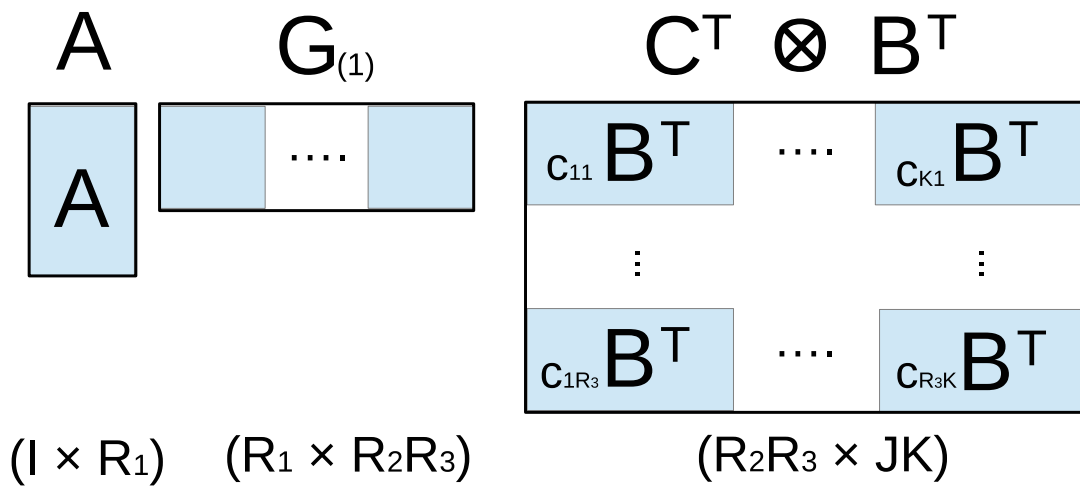 A G(1) Cᵀ ⊗ Bᵀ
A .... c11 Bᵀ .... cK1 Bᵀ
⋮ ⋮
c1R3 Bᵀ .... cR3K Bᵀ
(I × R1) (R1 × R2R3) (R2R3 × JK)